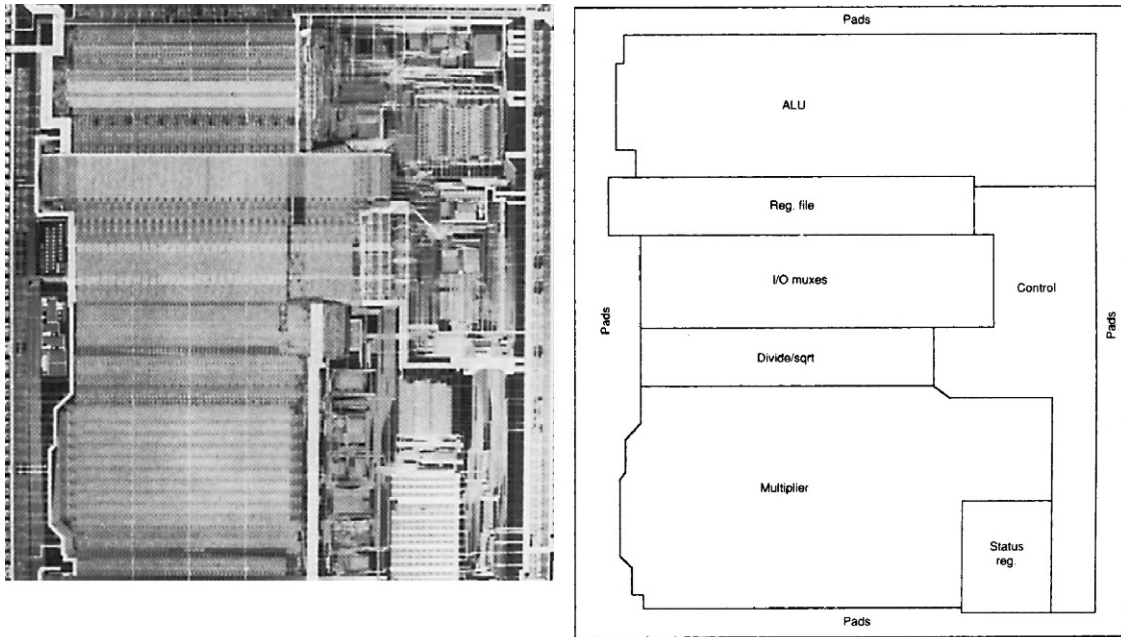 Pads
ALU
Reg. file
I/O muxes
Control
Pads
Pads
Divide/sqrt
Multiplier
Status
reg.
Pads